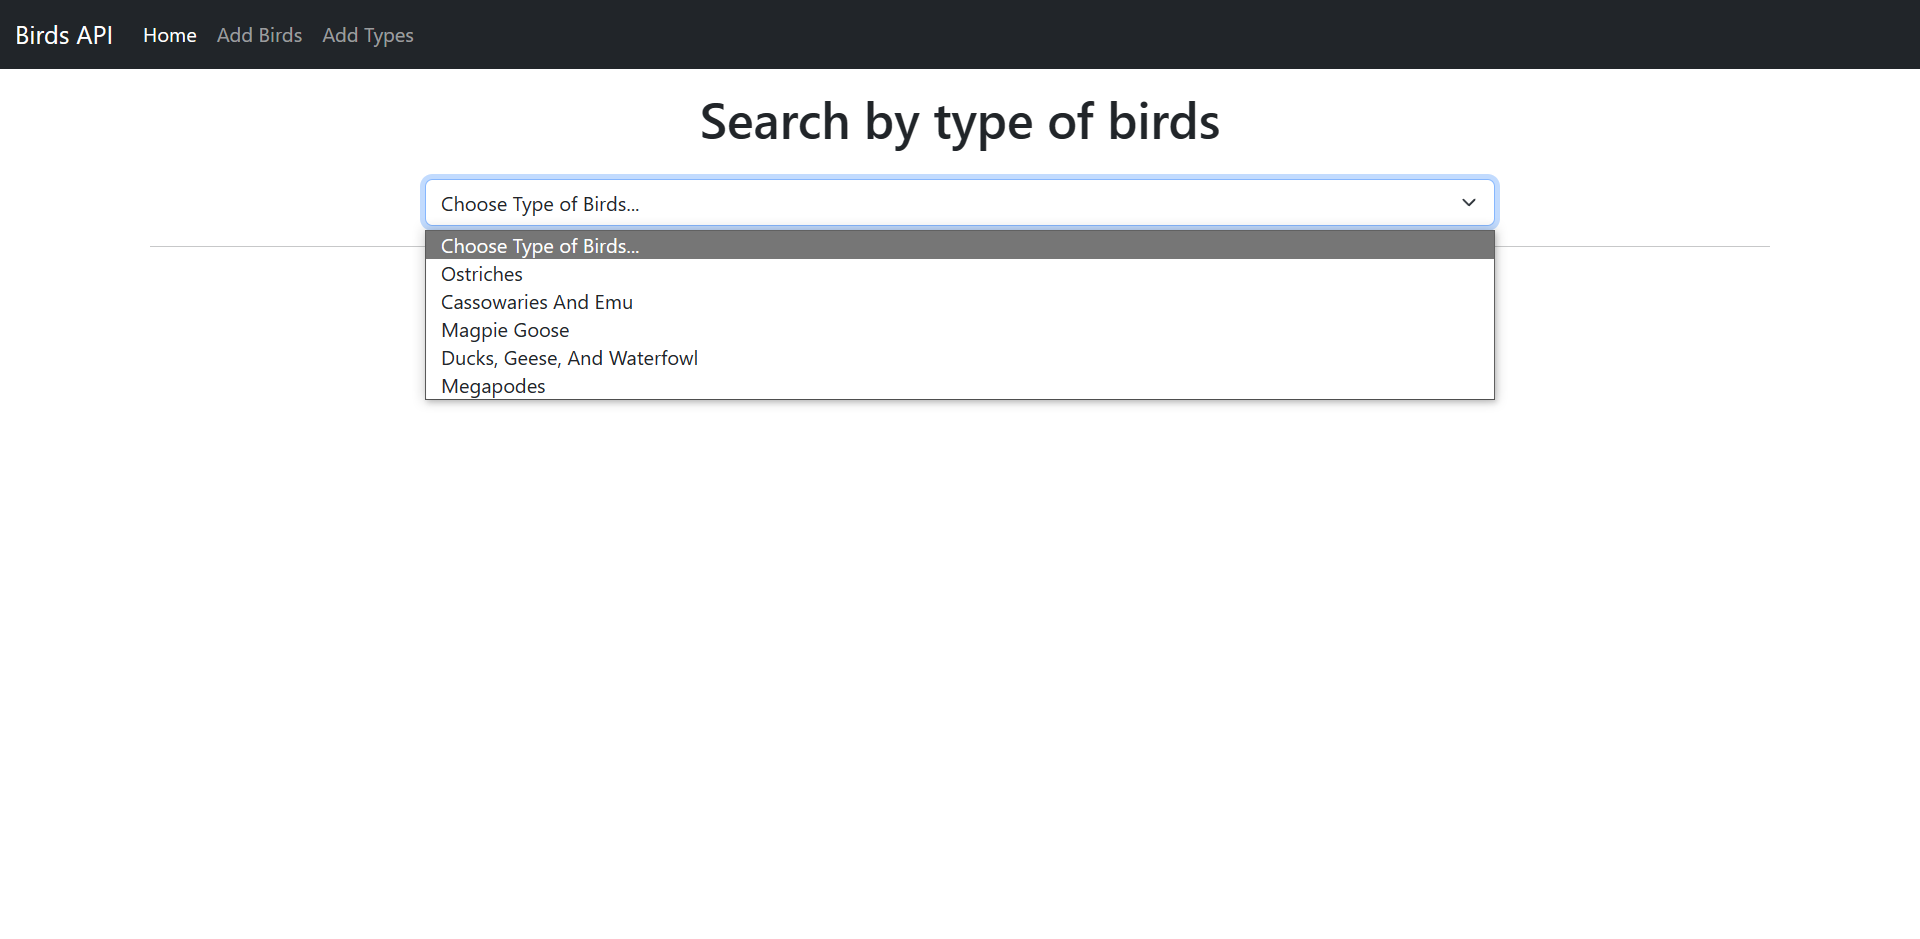 Birds API Home Add Birds Add Types
Search by type of birds
Choose Type of Birds...
Choose Type of Birds...
Ostriches
Cassowaries And Emu
Magpie Goose
Ducks, Geese, And Waterfowl
Megapodes